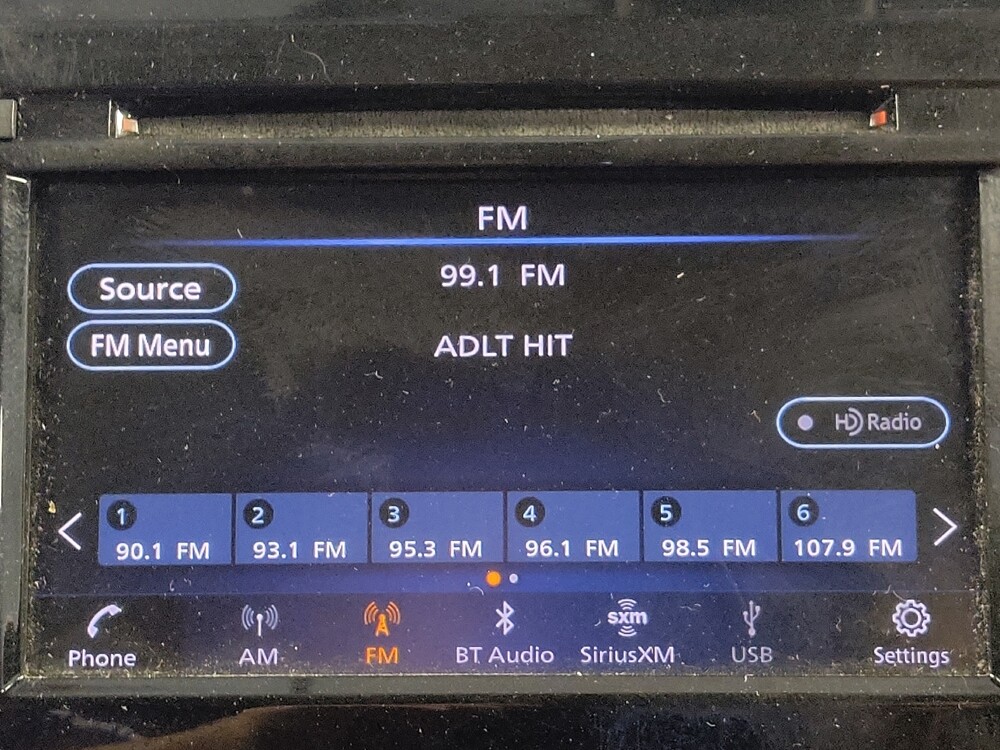 FM
Source
99.1 FM
FM Menu
ADLT HIT
HD Radio
1 2 3 4 5 6
90.1 FM 93.1 FM 95.3 FM 96.1 FM 98.5 FM 107.9 FM
sxm
Phone AM FM BT Audio SiriusXM USB Settings